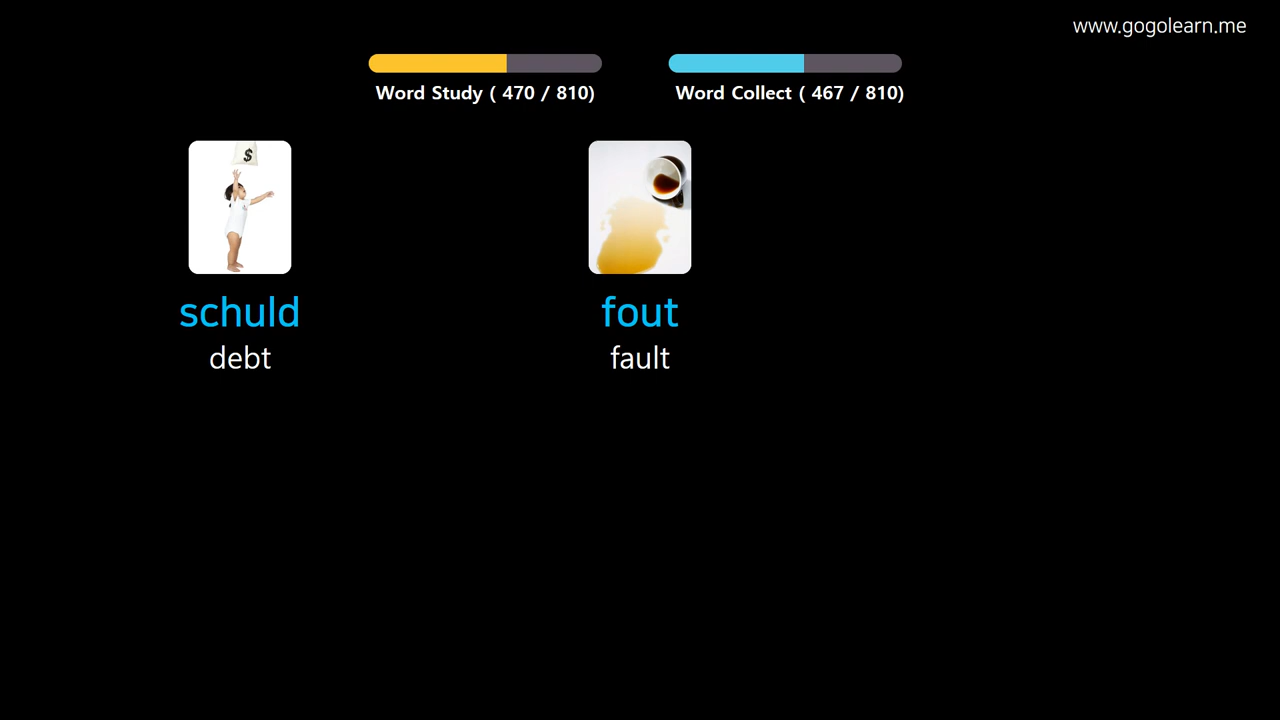 www.gogolearn.me
Word Study ( 470 / 810)
Word Collect ( 467 / 810)
$
schuld
fout
debt
fault